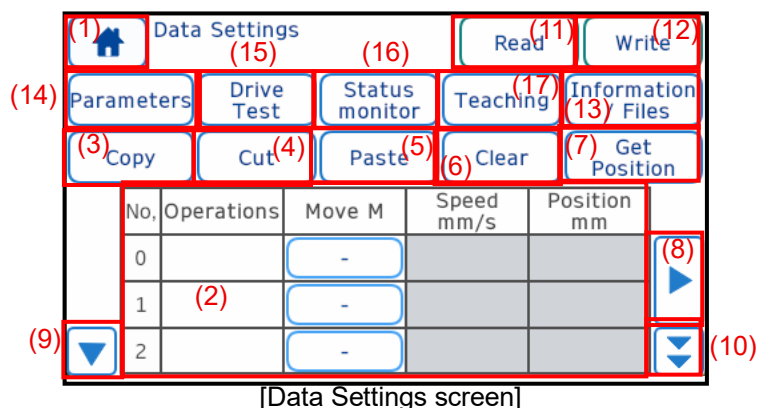 (1) Data Settings Read (11) Write (12)
(15) (16)
(14) Parameters Drive Test Status monitor Teaching (17) Information / Files (13)
(3) Copy Cut (4) Paste (5) (6) Clear (7) Get Position
No, Operations Move M Speed mm/s Position mm
0 - (8)
1 (2) -
(9) 2 - (10)
[Data Settings screen]